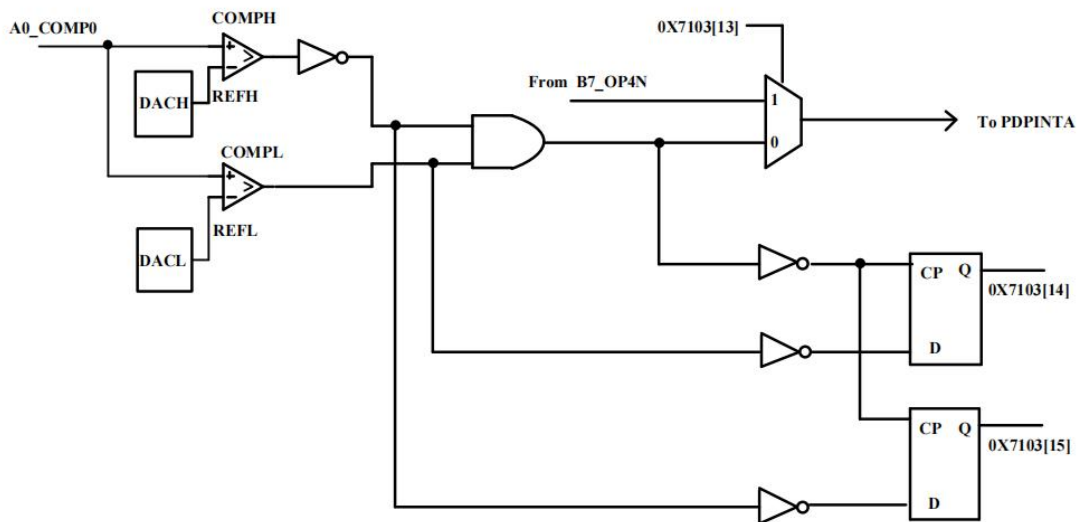 COMPH
A0_COMP0
0X7103[13]
+
>
−
DACH
REFH
From B7_OP4N
1
To PDPINTA
0
COMPL
+
>
−
REFL
DACL
CP Q
0X7103[14]
D
CP Q
0X7103[15]
D